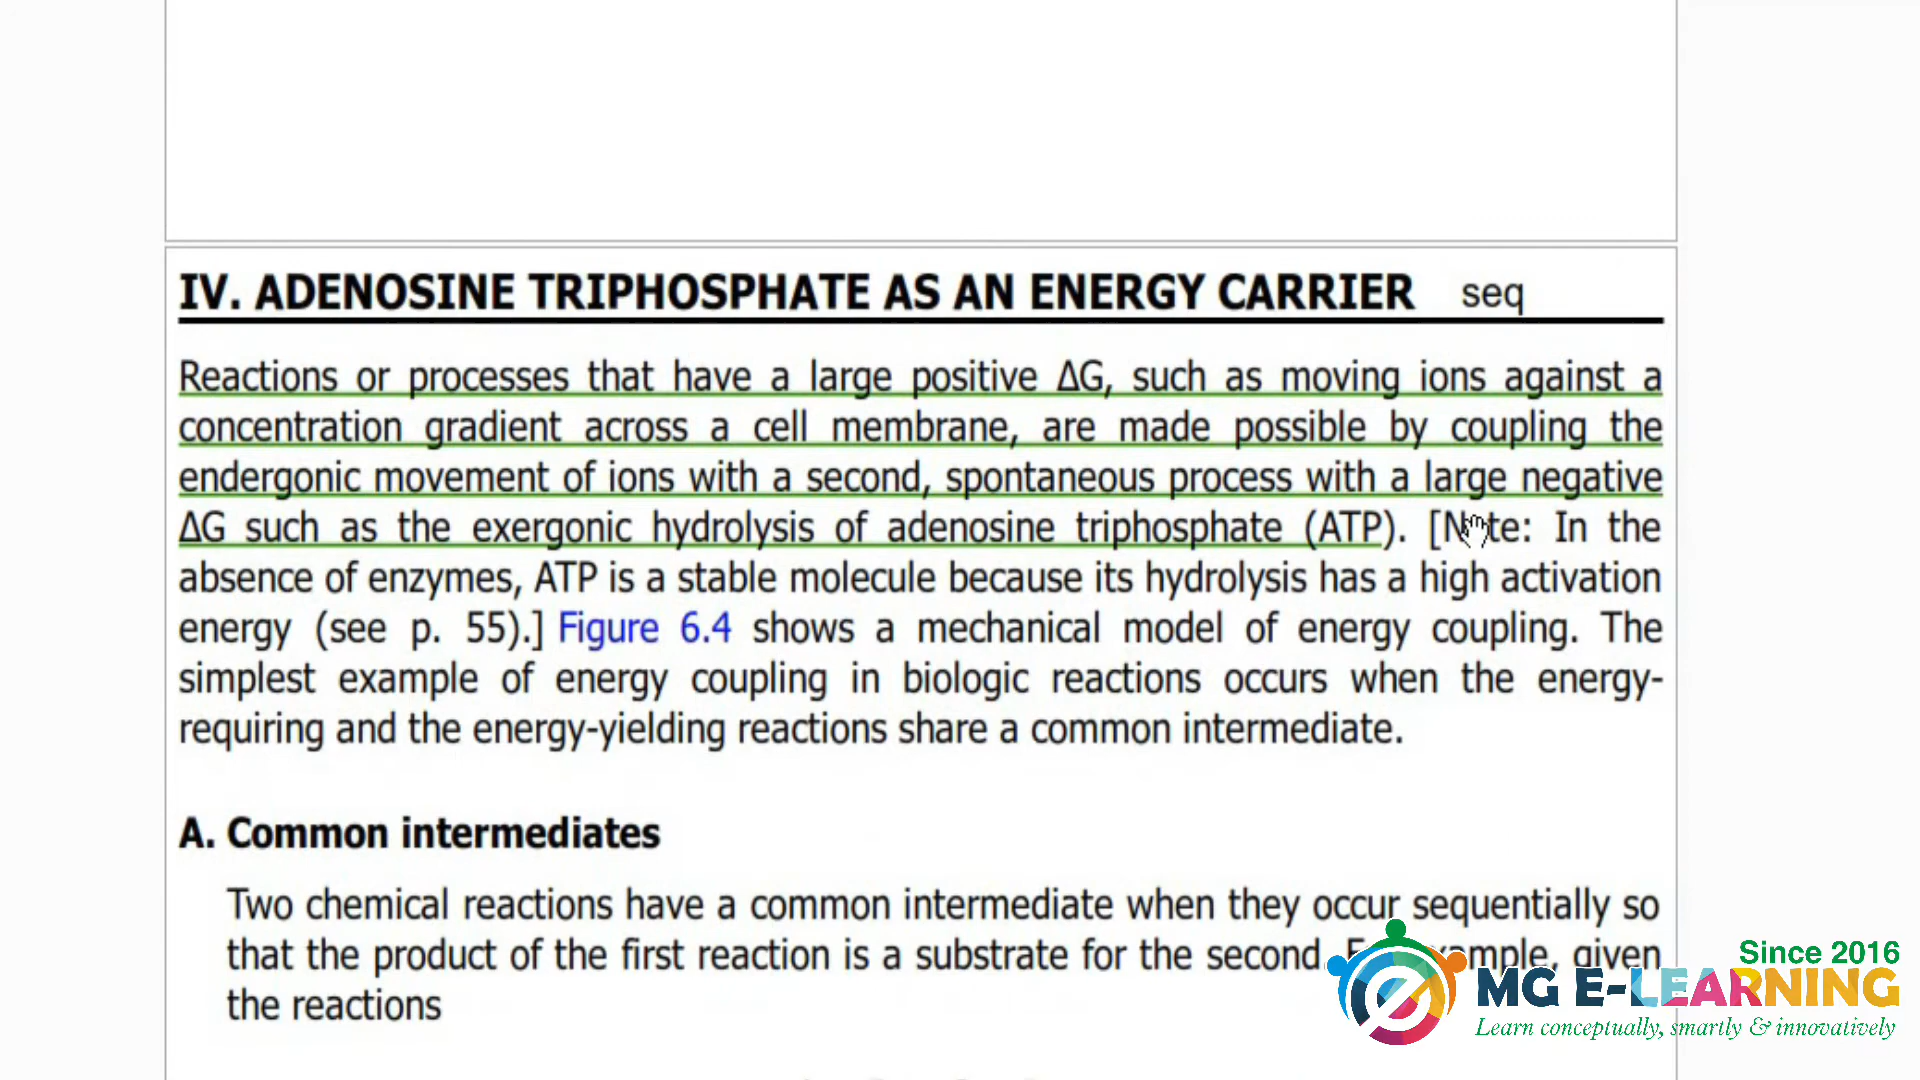 IV. ADENOSINE TRIPHOSPHATE AS AN ENERGY CARRIER seq
Reactions or processes that have a large positive ΔG, such as moving ions against a
concentration gradient across a cell membrane, are made possible by coupling the
endergonic movement of ions with a second, spontaneous process with a large negative
ΔG such as the exergonic hydrolysis of adenosine triphosphate (ATP). [Note: In the
absence of enzymes, ATP is a stable molecule because its hydrolysis has a high activation
energy (see p. 55).] Figure 6.4 shows a mechanical model of energy coupling. The
simplest example of energy coupling in biologic reactions occurs when the energy-
requiring and the energy-yielding reactions share a common intermediate.
A. Common intermediates
Two chemical reactions have a common intermediate when they occur sequentially so
that the product of the first reaction is a substrate for the second. For example, given
the reactions
Since 2016
MG E-LEARNING
Learn conceptually, smartly & innovatively